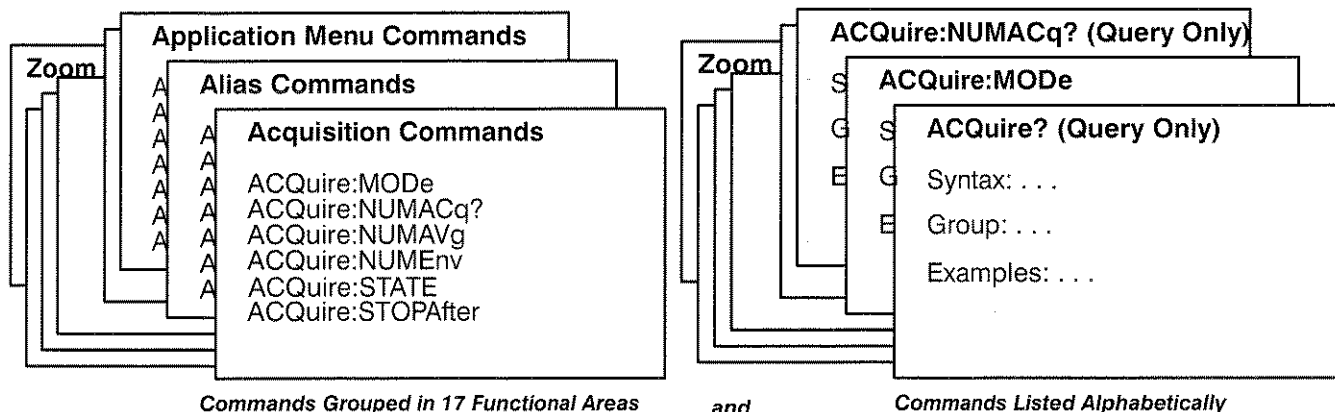 Application Menu Commands
Zoom
A
A
A
A
A
A
A
Alias Commands
A
A
A
A
A
A
A
Acquisition Commands
ACQuire:MODe
ACQuire:NUMACq?
ACQuire:NUMAVg
ACQuire:NUMEnv
ACQuire:STATE
ACQuire:STOPAfter
Commands Grouped in 17 Functional Areas
and
ACQuire:NUMACq? (Query Only)
Zoom
S
G
E
ACQuire:MODe
S
G
E
ACQuire? (Query Only)
Syntax: . . .
Group: . . .
Examples: . . .
Commands Listed Alphabetically